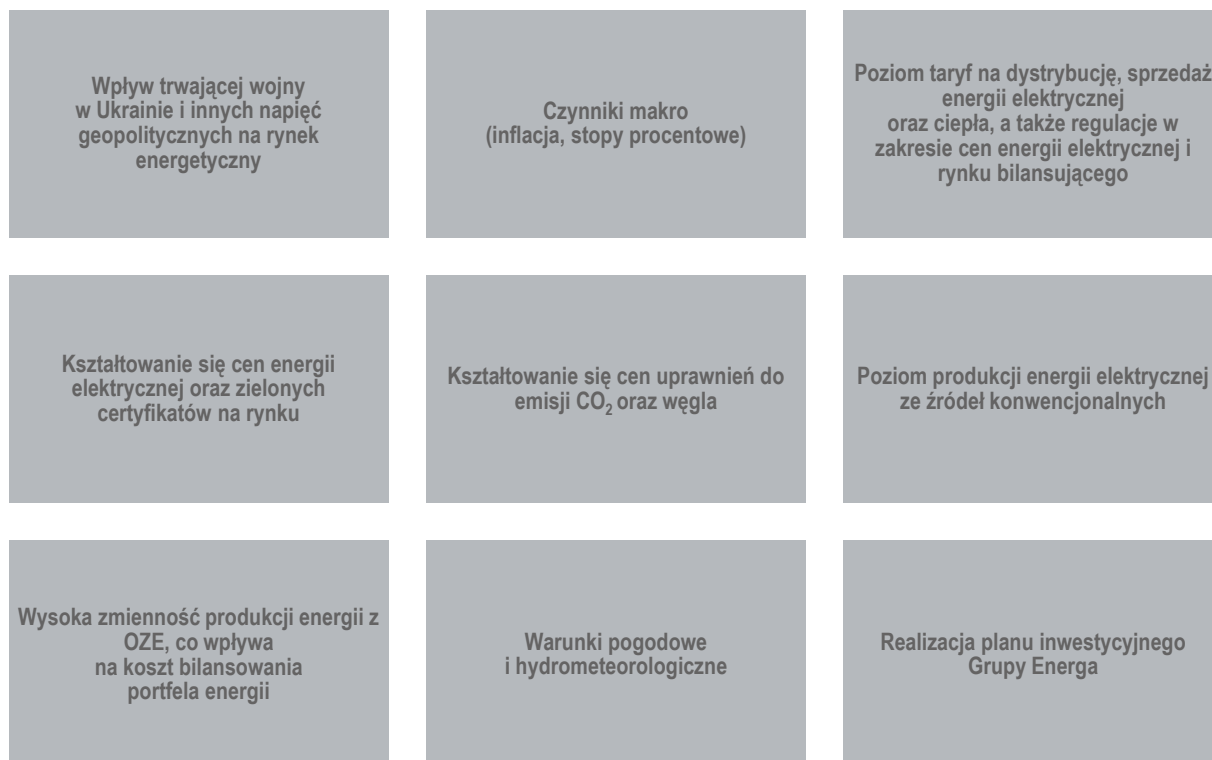 Wpływ trwającej wojny
w Ukrainie i innych napięć
geopolitycznych na rynek
energetyczny
Czynniki makro
(inflacja, stopy procentowe)
Poziom taryf na dystrybucję, sprzedaż
energii elektrycznej
oraz ciepła, a także regulacje w
zakresie cen energii elektrycznej i
rynku bilansującego
Kształtowanie się cen energii
elektrycznej oraz zielonych
certyfikatów na rynku
Kształtowanie się cen uprawnień do
emisji CO₂ oraz węgla
Poziom produkcji energii elektrycznej
ze źródeł konwencjonalnych
Wysoka zmienność produkcji energii z
OZE, co wpływa
na koszt bilansowania
portfela energii
Warunki pogodowe
i hydrometeorologiczne
Realizacja planu inwestycyjnego
Grupy Energa